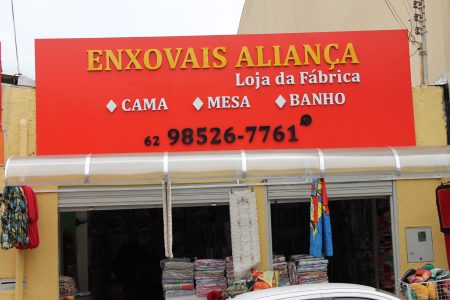 ENXOVAIS ALIANÇA
Loja da Fábrica
CAMA MESA BANHO
62 98526-7761